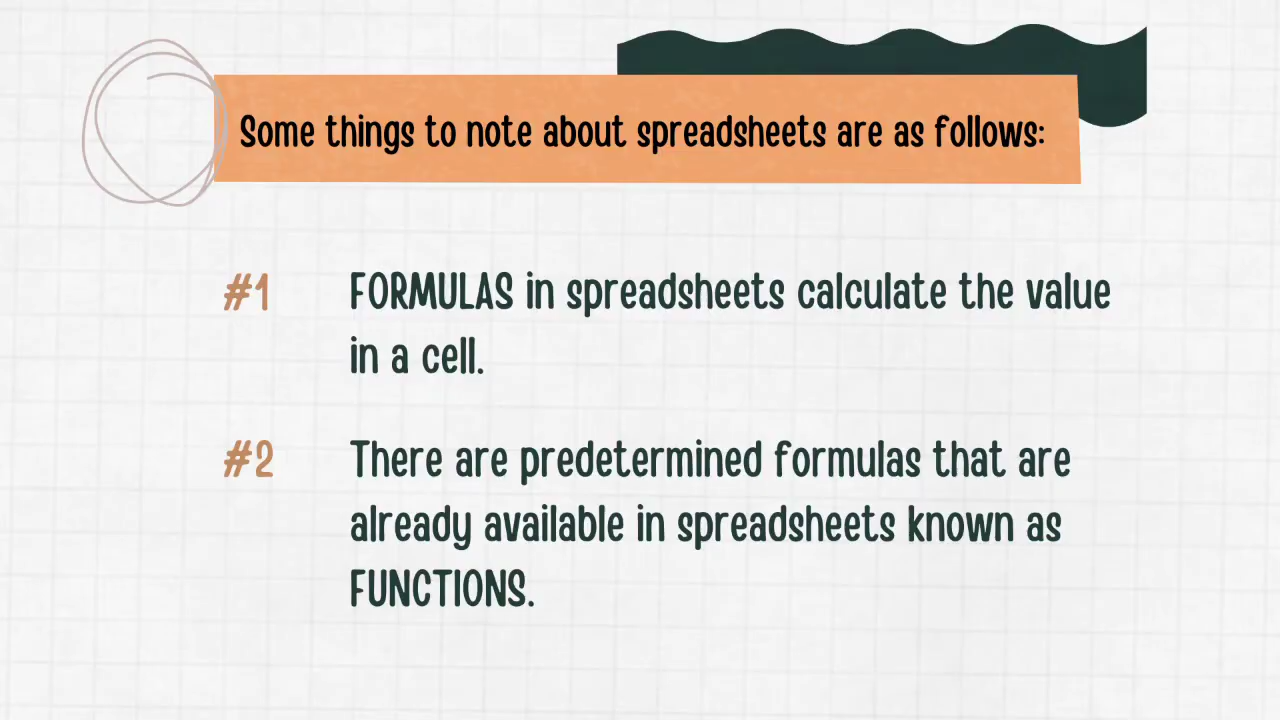 Some things to note about spreadsheets are as follows:
#1 FORMULAS in spreadsheets calculate the value
in a cell.
#2 There are predetermined formulas that are
already available in spreadsheets known as
FUNCTIONS.